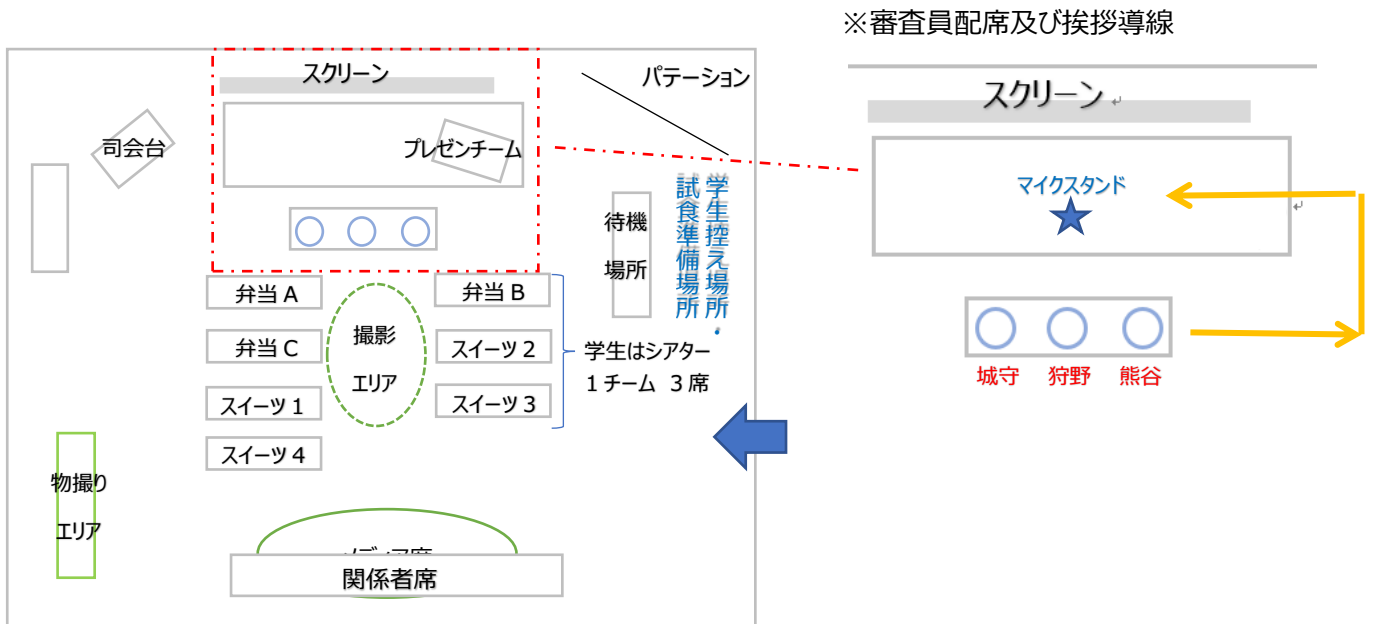 ※審査員配席及び挨拶導線
スクリーン
パテーション
司会台
プレゼンチーム
待機
場所
学生控え場所・
試食準備場所
弁当 A
弁当 B
弁当 C
撮影
エリア
スイーツ 2
スイーツ 1
スイーツ 3
スイーツ 4
学生はシアター
1チーム 3 席
物撮り
エリア
メディア席
関係者席
スクリーン
マイクスタンド
城守 狩野 熊谷